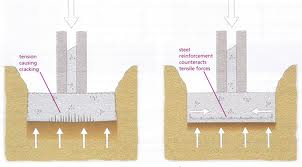 tension
causing
cracking
steel
reinforcement
counteracts
tensile forces